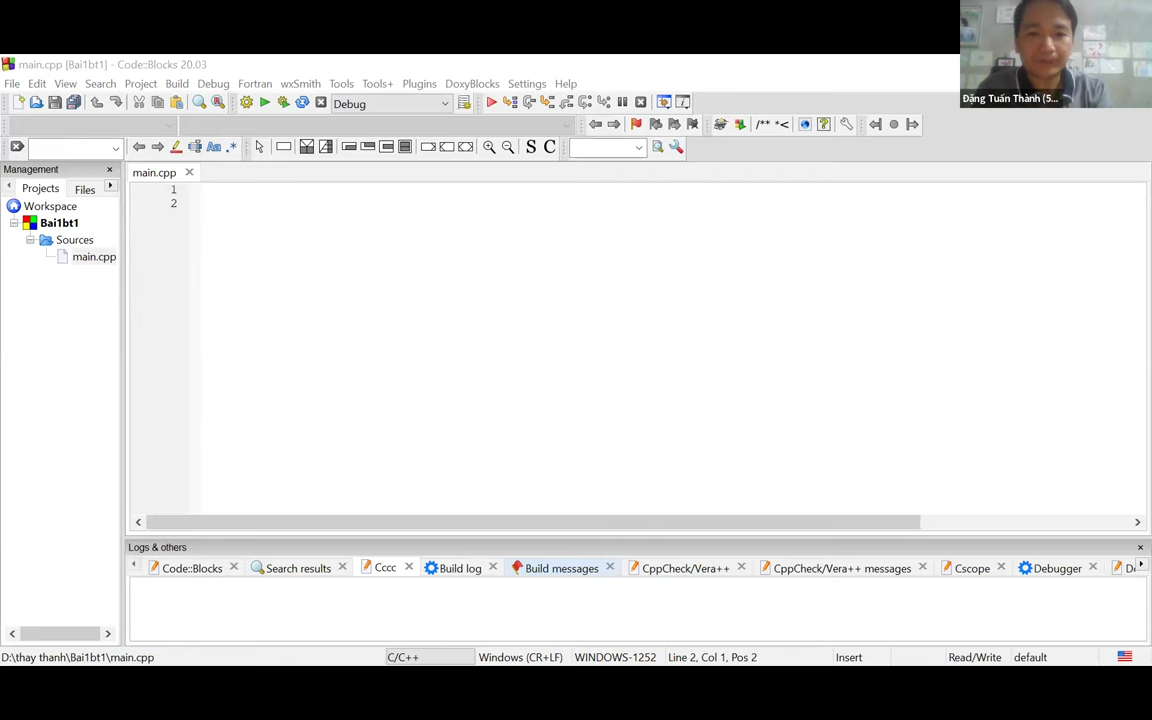 main.cpp [Bai1bt1] - Code::Blocks 20.03
File Edit View Search Project Build Debug Fortran wxSmith Tools Tools+ Plugins DoxyBlocks Settings Help
Đặng Tuấn Thành (5...
Debug
/** *<
Aa .*
S C
Management
Projects Files
Workspace
Bai1bt1
Sources
main.cpp
main.cpp
1
2
Logs & others
Code::Blocks Search results Cccc Build log Build messages CppCheck/Vera++ CppCheck/Vera++ messages Cscope Debugger
D:\thay thanh\Bai1bt1\main.cpp C/C++ Windows (CR+LF) WINDOWS-1252 Line 2, Col 1, Pos 2 Insert Read/Write default